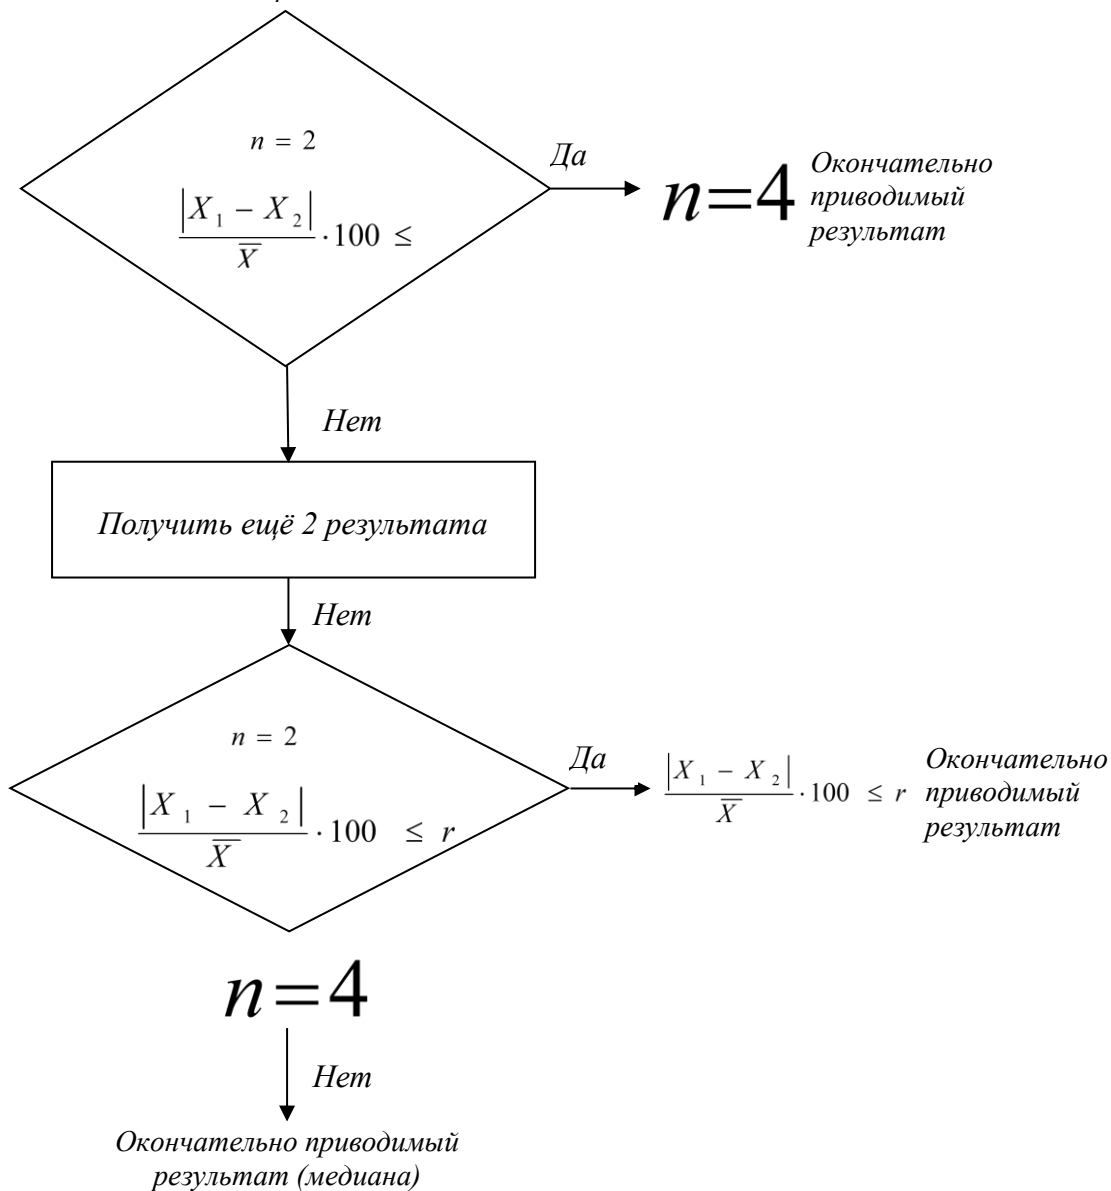 n = 2
|X₁ − X₂| / X̅ · 100 ≤
Да
n=4
Окончательно
приводимый
результат
Нет
Получить ещё 2 результата
Нет
n = 2
|X₁ − X₂| / X̅ · 100 ≤ r
Да
|X₁ − X₂| / X̅ · 100 ≤ r
Окончательно
приводимый
результат
n=4
Нет
Окончательно приводимый
результат (медиана)